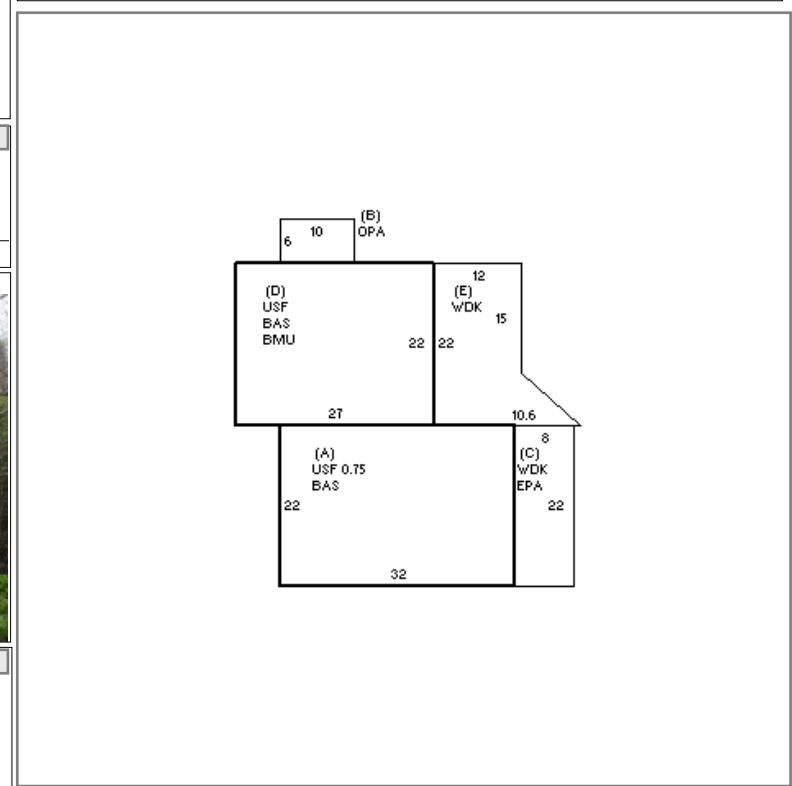 (B)
OPA
10
6
(D)
USF
BAS
BMU
22
27
12
(E)
WDK
15
22
10.6
(A)
USF 0.75
BAS
22
32
8
(C)
WDK
EPA
22